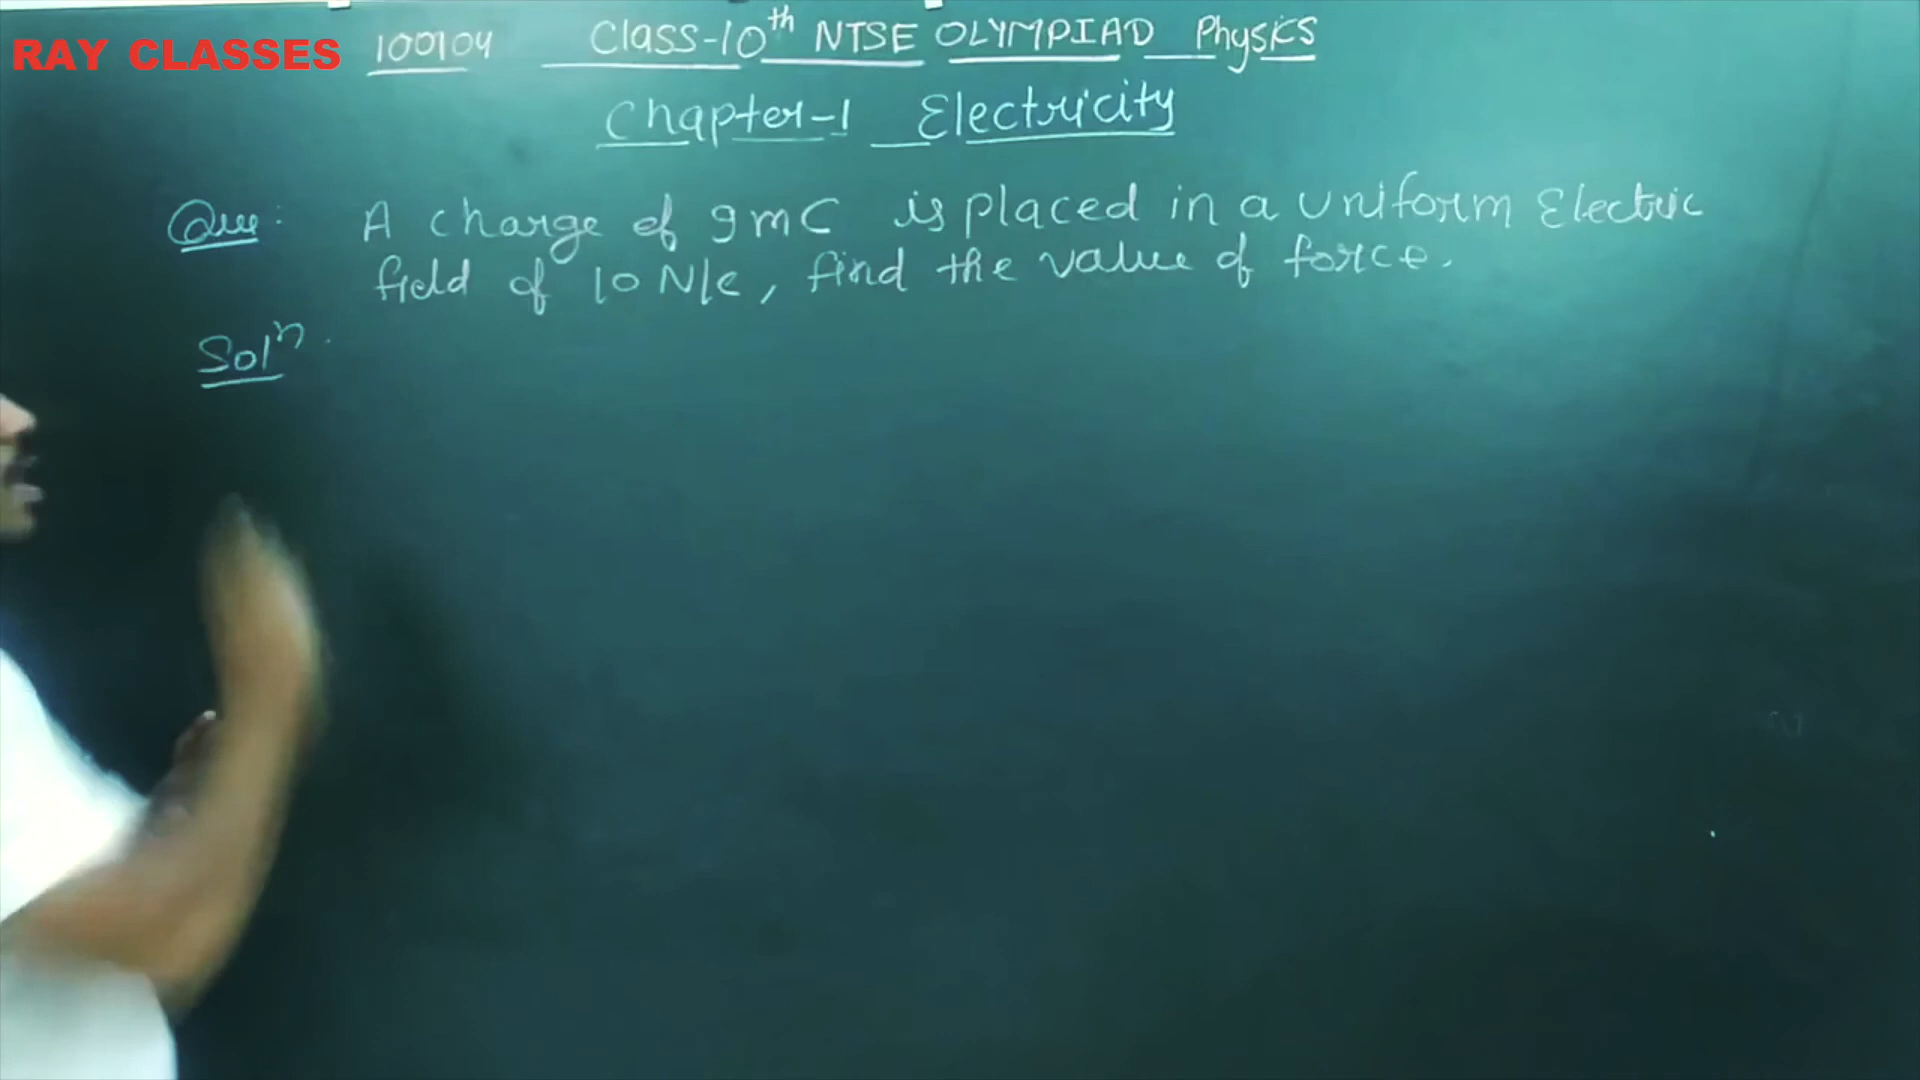 RAY CLASSES 100104 Class-10th NTSE OLYMPIAD Physics
Chapter-1 Electricity
Que: A charge of 9mC is placed in a uniform Electric
field of 10 N/C, find the value of force.
Soln.